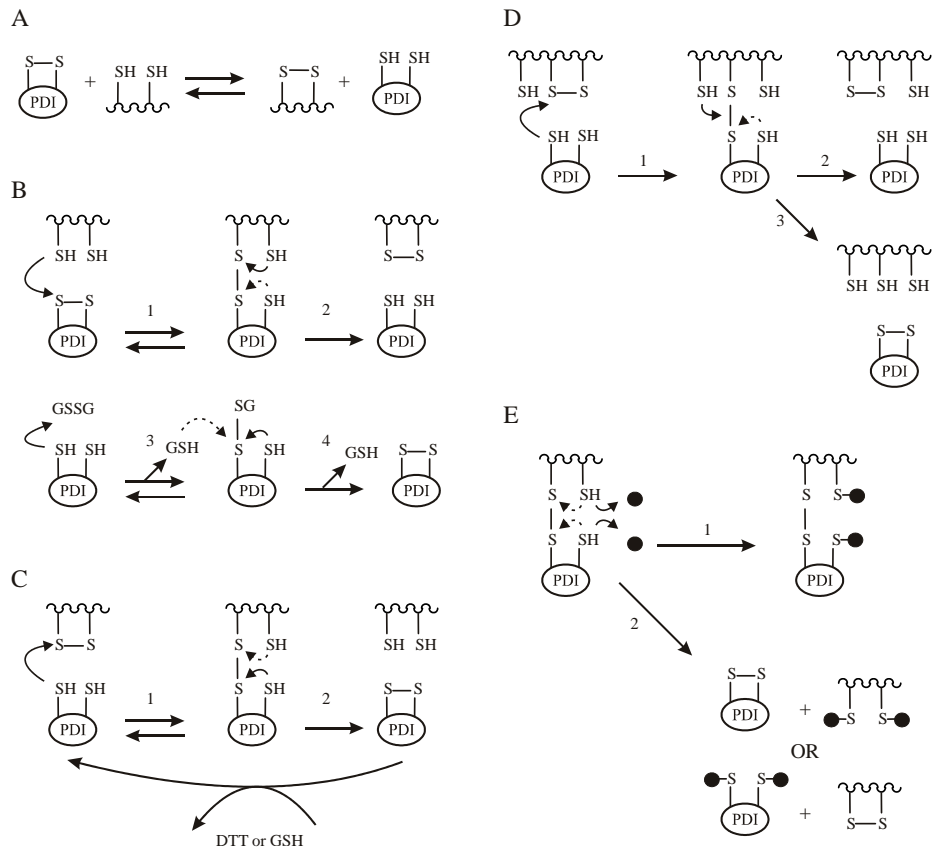 A
S S + SH SH S S + SH SH
PDI PDI
B
SH SH S SH S S
S S 1 S SH 2 SH SH
PDI PDI PDI
GSSG SG
SH SH 3 GSH S SH 4 GSH S S
PDI PDI PDI
C
S S S SH SH SH
SH SH 1 S SH 2 S S
PDI PDI PDI
DTT or GSH
D
SH S S SH S SH S S SH
SH SH S SH SH SH
PDI 1 PDI 2 PDI
3
SH SH SH
S S
PDI
E
S SH S S
S SH 1 S S
PDI PDI
2
S S
PDI + S S
OR
S S
PDI + S S